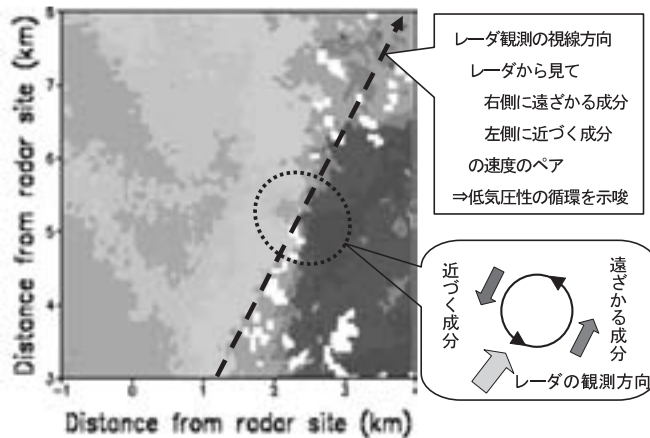 Distance from radar site (km)
8
7
6
5
4
3
-1
0
1
2
3
4
Distance from radar site (km)
レーダ観測の視線方向
レーダから見て
右側に遠ざかる成分
左側に近づく成分
の速度のペア
⇒低気圧性の循環を示唆
近づく成分
遠ざかる成分
レーダの観測方向